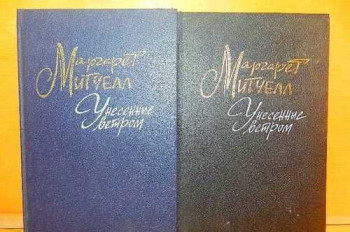 Маргарет
Митчелл
Унесенные
ветром
Маргарет
Митчелл
Унесенные
ветром